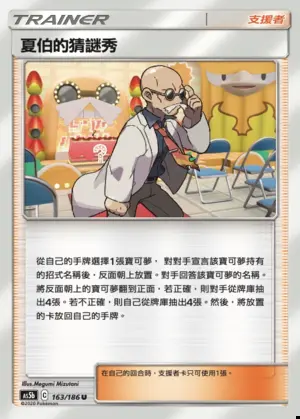 TRAINER
支援者
夏伯的猜謎秀
從自己的手牌選擇1張寶可夢，對對手宣言該寶可夢持有
的招式名稱後，反面朝上放置。對手回答該寶可夢的名稱。
將反面朝上的寶可夢翻到正面，若正確，則對手從牌庫抽
出4張。若不正確，則自己從牌庫抽出4張。然後，將放置
的卡放回自己的手牌。
Illus.Megumi Mizutani
在自己的回合時，支援者卡只可使用1張。
AS5b C 163/186 U
©2020 Pokémon